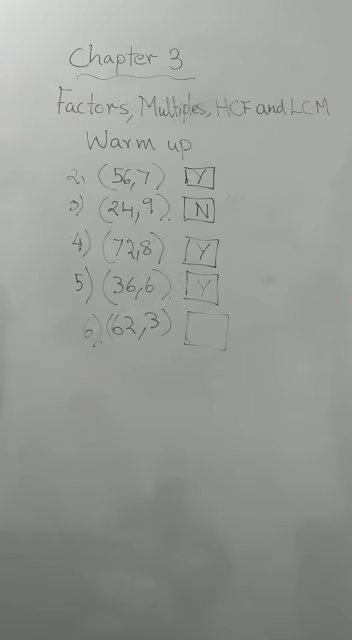 Chapter 3
Factors, Multiples, HCF and LCM
Warm up
2) (56,7) Y
3) (24,9) N
4) (72,8) Y
5) (36,6) Y
6) (62,3)